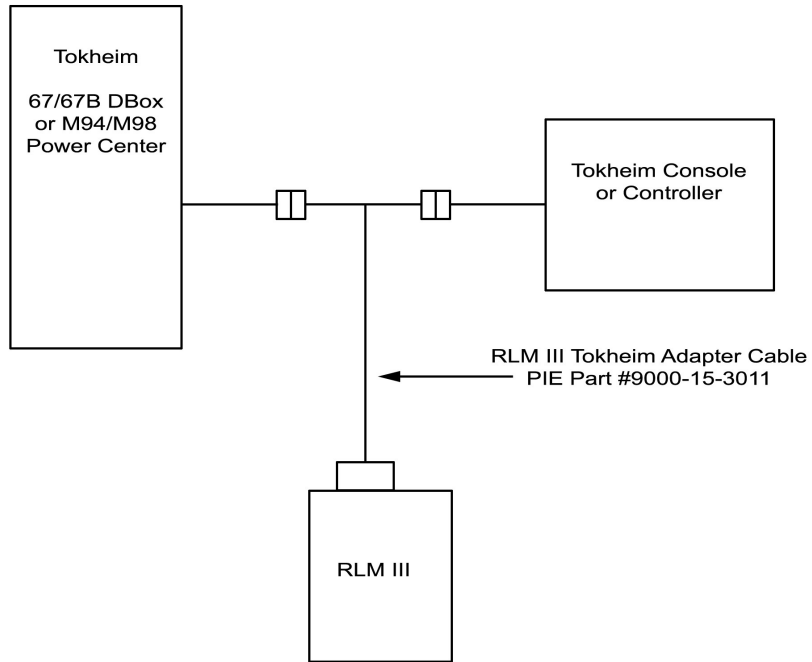 Tokheim
67/67B DBox
or M94/M98
Power Center
Tokheim Console
or Controller
RLM III Tokheim Adapter Cable
PIE Part #9000-15-3011
RLM III